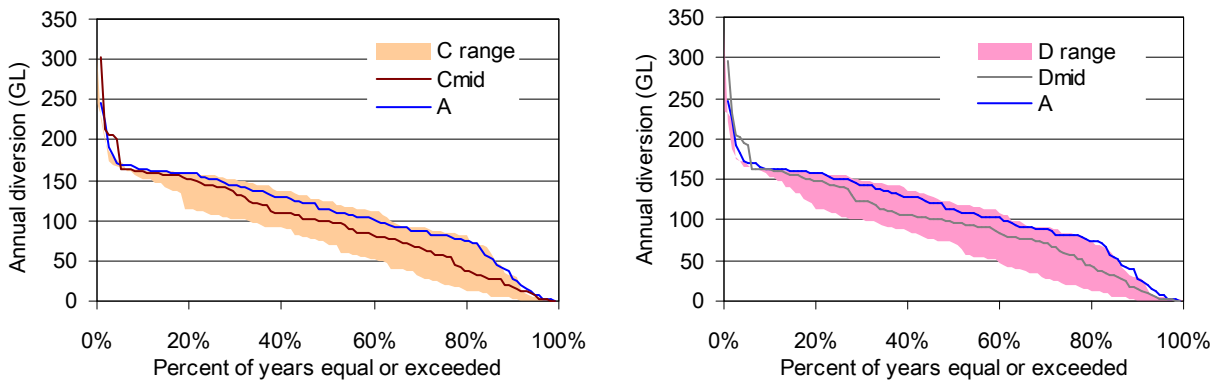 350
300
250
200
150
100
50
0
Annual diversion (GL)
C range
Cmid
A
0% 20% 40% 60% 80% 100%
Percent of years equal or exceeded
350
300
250
200
150
100
50
0
Annual diversion (GL)
D range
Dmid
A
0% 20% 40% 60% 80% 100%
Percent of years equal or exceeded